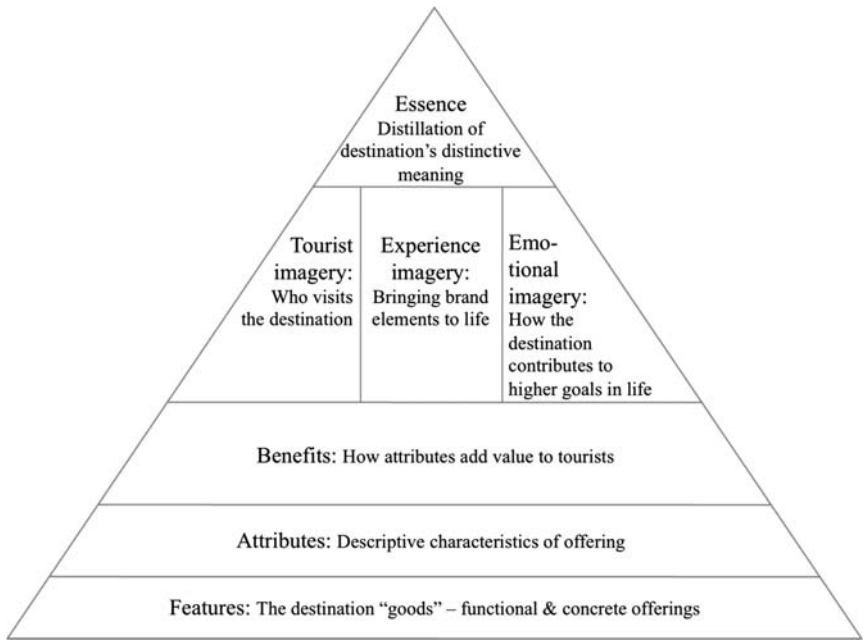 Essence
Distillation of
destination's distinctive
meaning
Tourist
imagery:
Who visits
the destination
Experience
imagery:
Bringing brand
elements to life
Emo-
tional
imagery:
How the
destination
contributes to
higher goals in life
Benefits: How attributes add value to tourists
Attributes: Descriptive characteristics of offering
Features: The destination “goods” – functional & concrete offerings